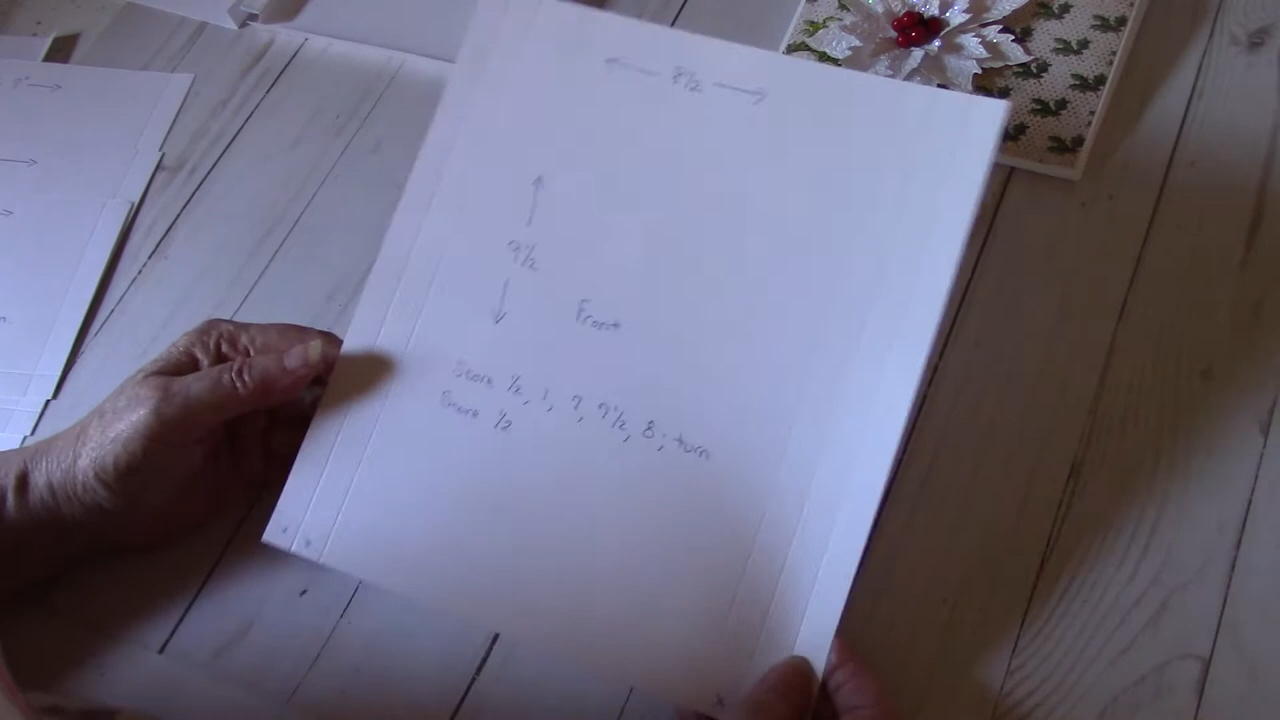 ← 8½ →
↑
9½
↓
Front
Score ½, 1, 7, 7½, 8; turn
Score ½